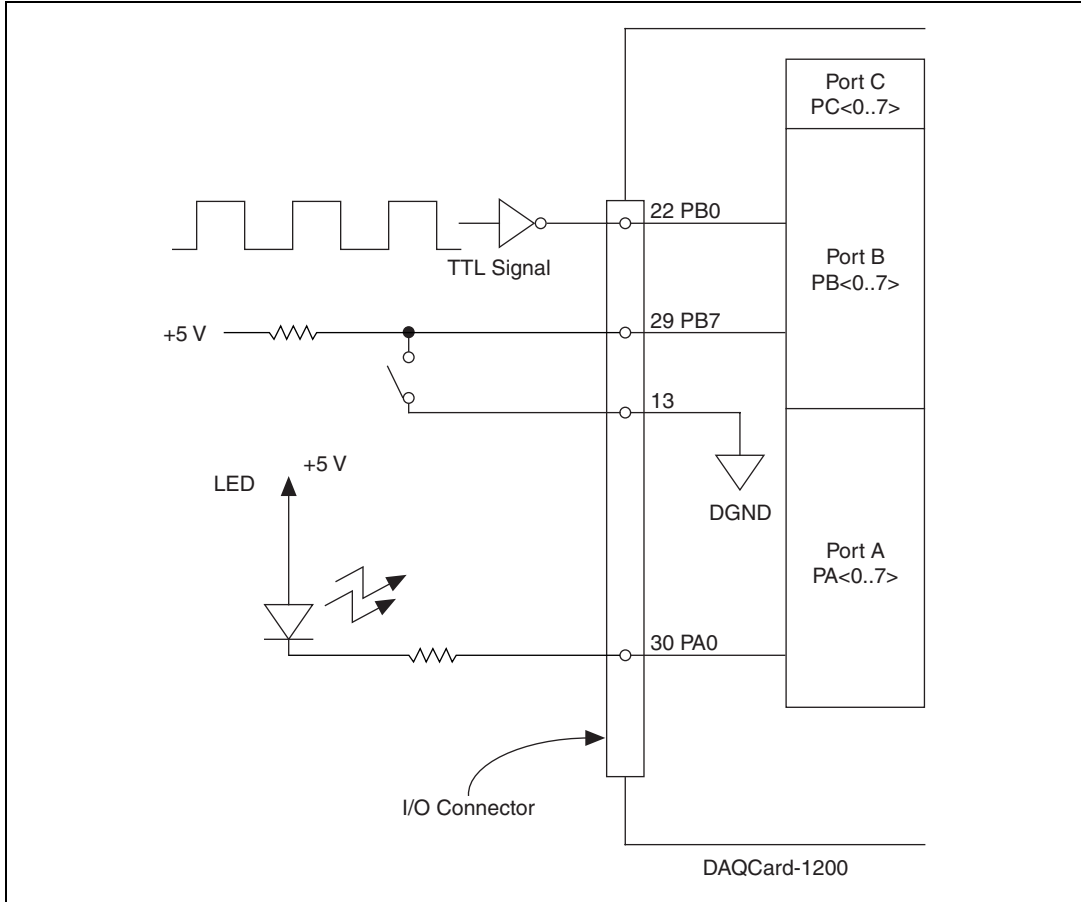 Port C
PC<0..7>
22 PB0
TTL Signal
Port B
PB<0..7>
+5 V
29 PB7
13
+5 V
LED
DGND
Port A
PA<0..7>
30 PA0
I/O Connector
DAQCard-1200